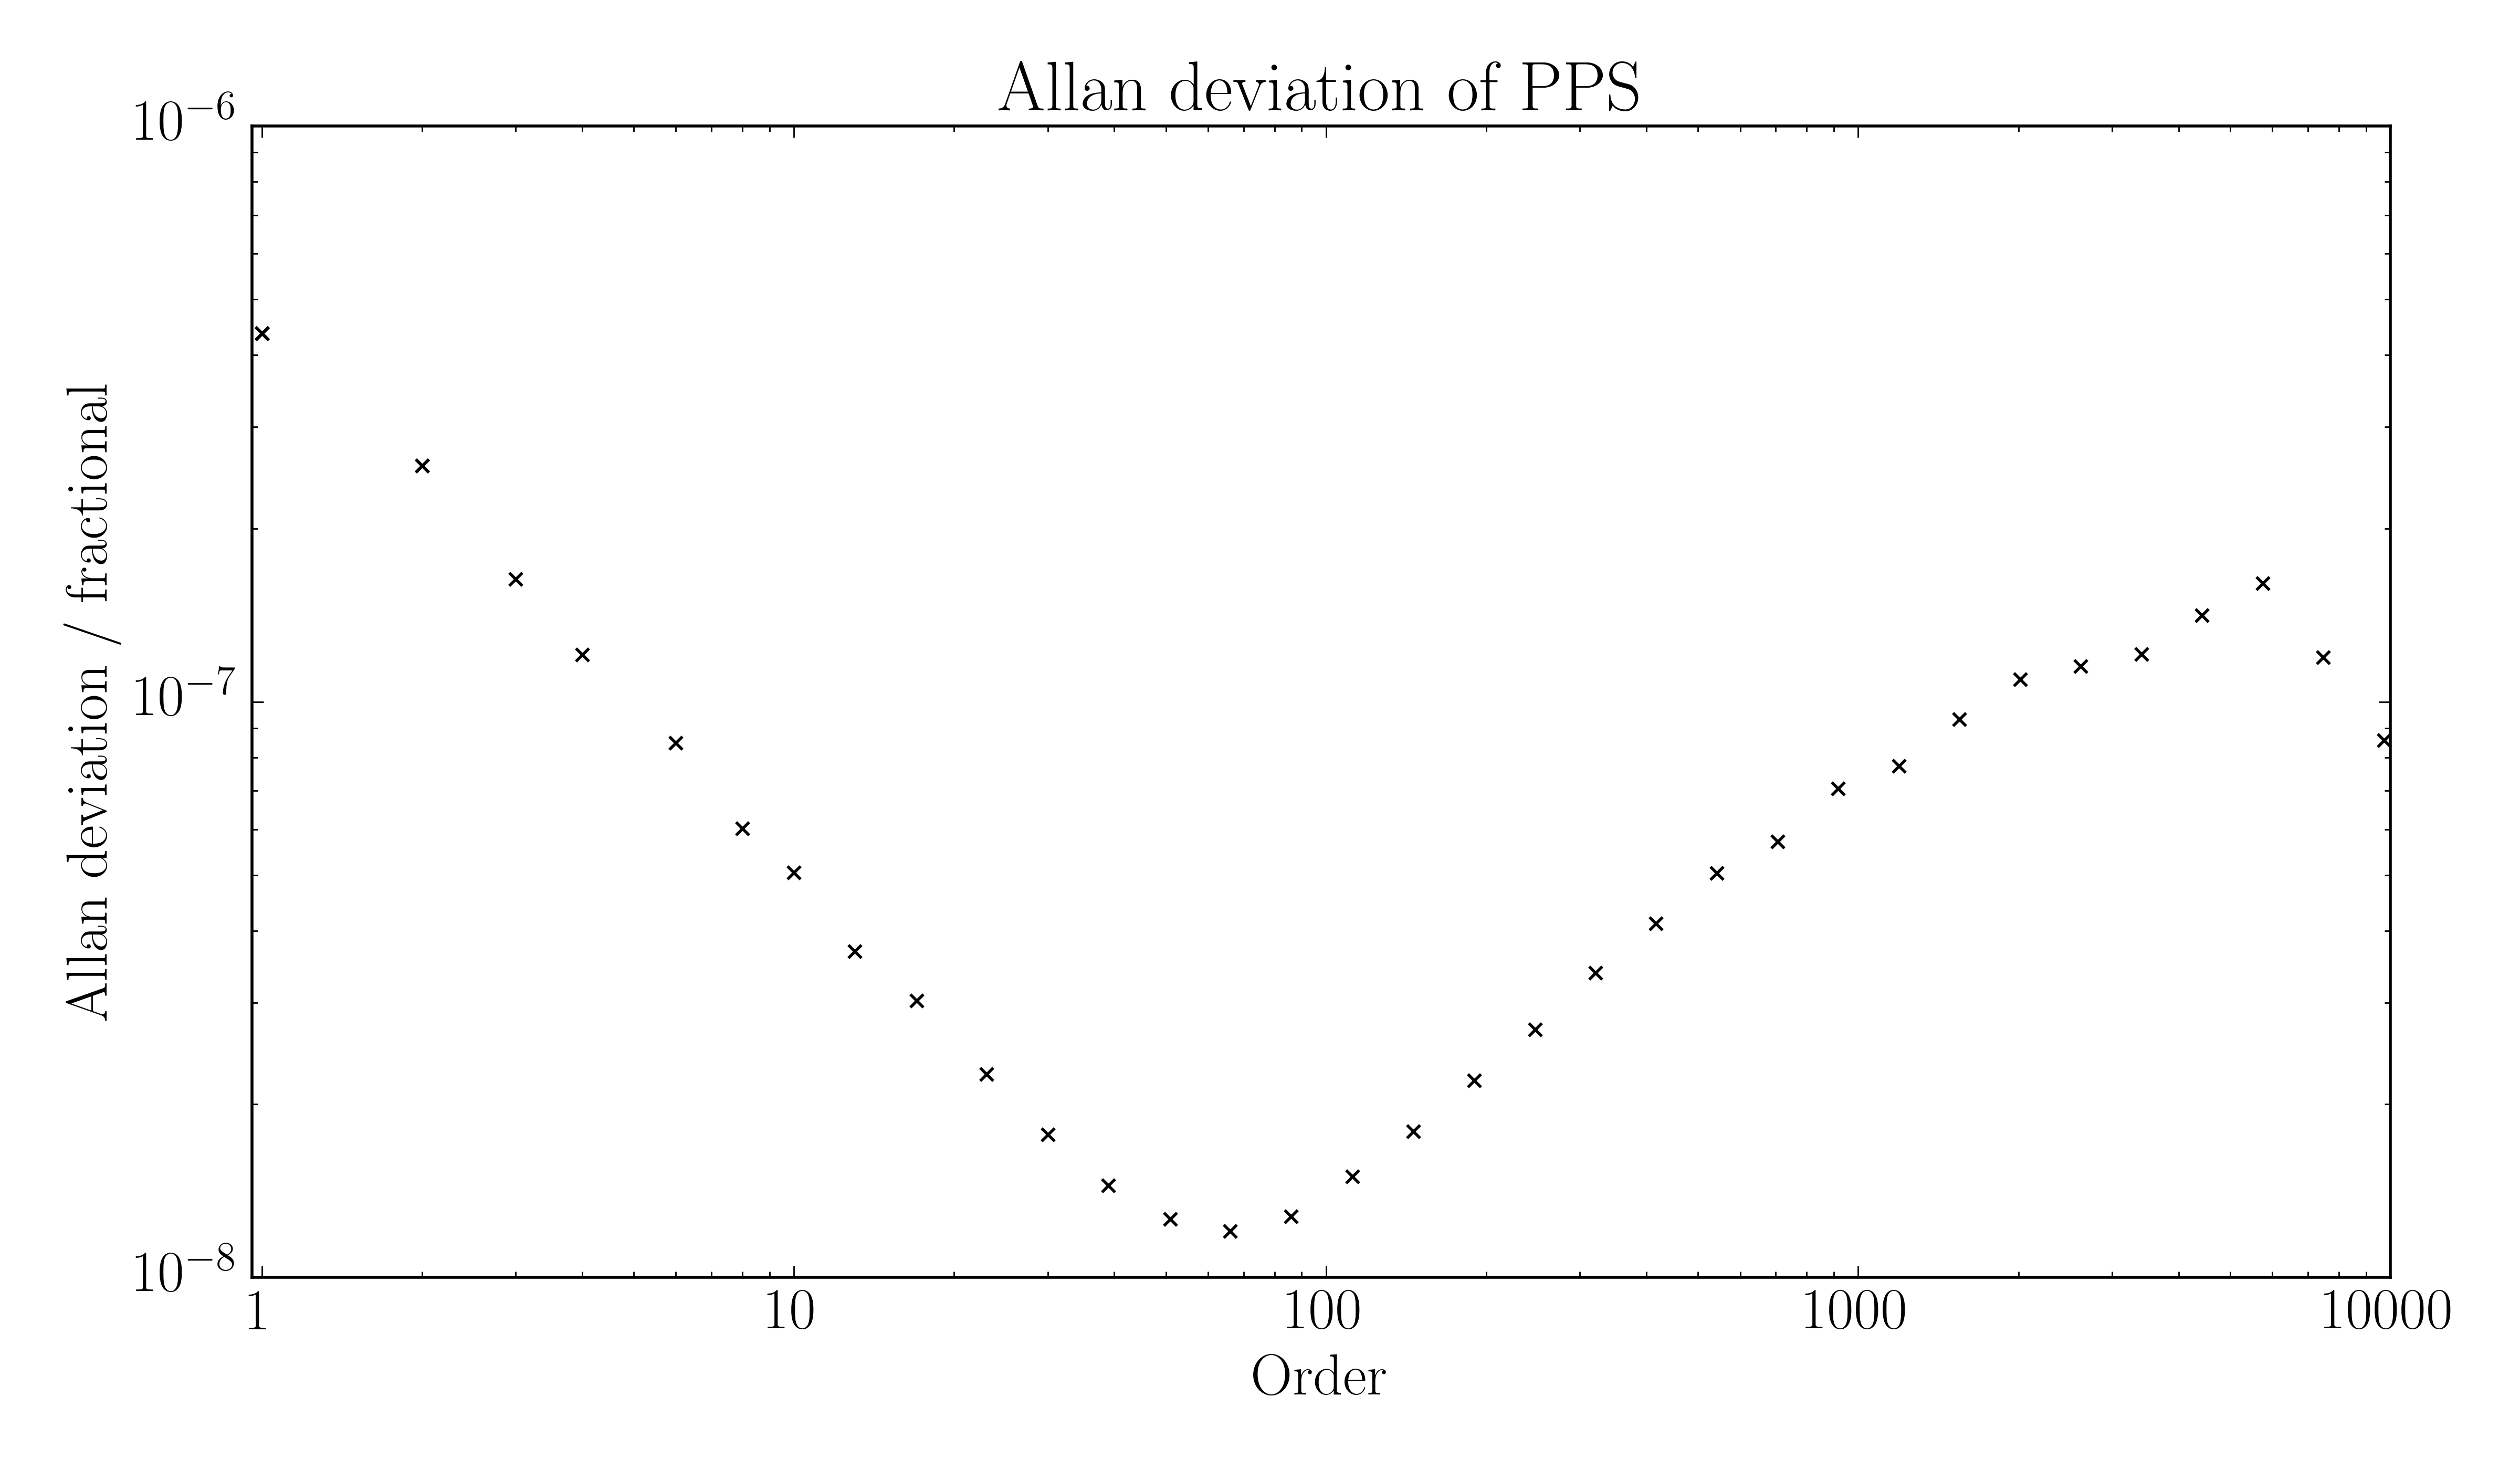 Allan deviation of PPS
Allan deviation / fractional
10⁻⁶
10⁻⁷
10⁻⁸
1 10 100 1000 10000
Order